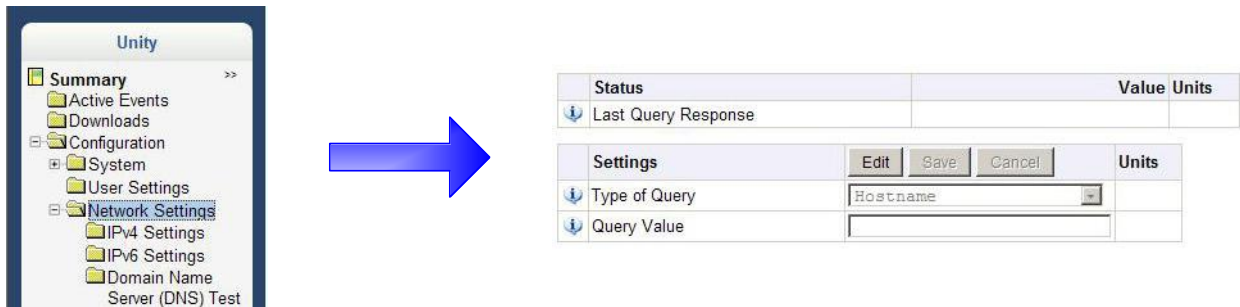 Unity
Summary >>
Active Events
Downloads
Configuration
System
User Settings
Network Settings
IPv4 Settings
IPv6 Settings
Domain Name
Server (DNS) Test
Status Value Units
Last Query Response
Settings Edit Save Cancel Units
Type of Query Hostname
Query Value